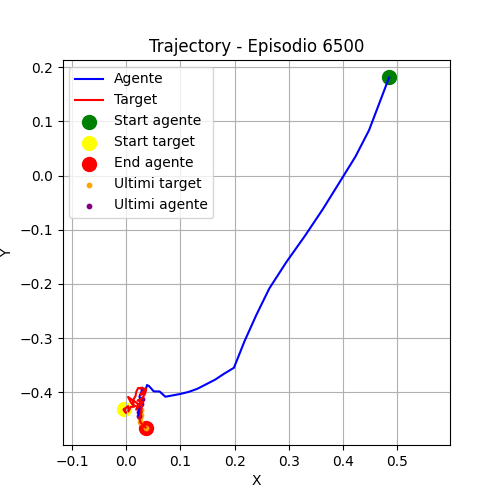 Trajectory - Episodio 6500
Agente
Target
Start agente
Start target
End agente
Ultimi target
Ultimi agente
0.2
0.1
0.0
−0.1
−0.2
−0.3
−0.4
Y
−0.1
0.0
0.1
0.2
0.3
0.4
0.5
X